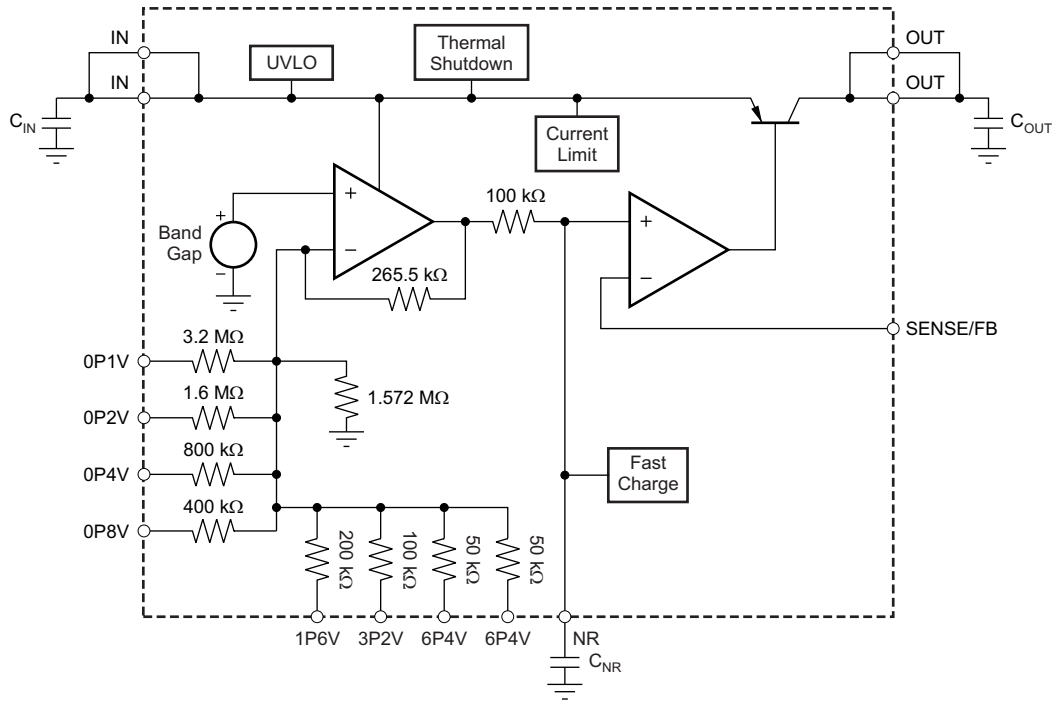 IN
IN
UVLO
Thermal
Shutdown
OUT
OUT
C_IN
Current
Limit
C_OUT
+
−
100 kΩ
+
−
+
−
Band
Gap
265.5 kΩ
SENSE/FB
0P1V
3.2 MΩ
1.572 MΩ
0P2V
1.6 MΩ
0P4V
800 kΩ
Fast
Charge
0P8V
400 kΩ
200 kΩ
100 kΩ
50 kΩ
50 kΩ
1P6V
3P2V
6P4V
6P4V
NR
C_NR